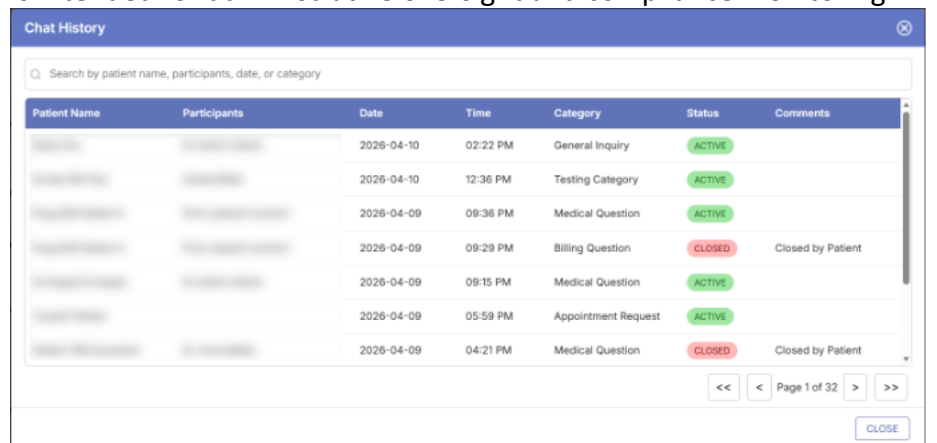 Chat History
Search by patient name, participants, date, or category
Patient Name Participants Date Time Category Status Comments
2026-04-10 02:22 PM General Inquiry ACTIVE
2026-04-10 12:36 PM Testing Category ACTIVE
2026-04-09 09:36 PM Medical Question ACTIVE
2026-04-09 09:29 PM Billing Question CLOSED Closed by Patient
2026-04-09 09:15 PM Medical Question ACTIVE
2026-04-09 05:59 PM Appointment Request ACTIVE
2026-04-09 04:21 PM Medical Question CLOSED Closed by Patient
<< < Page 1 of 32 > >>
CLOSE